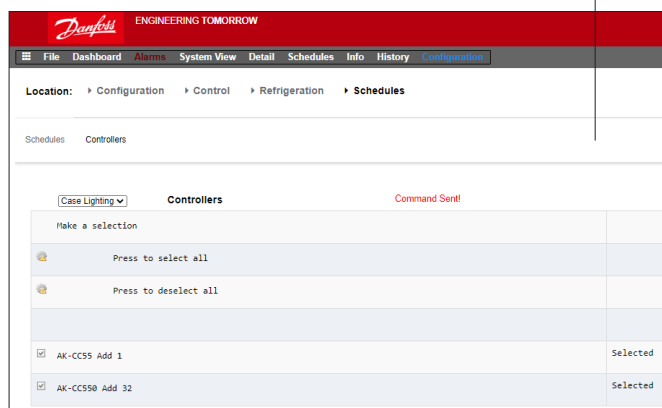 Danfoss ENGINEERING TOMORROW
File Dashboard Alarms System View Detail Schedules Info History Configuration
Location: Configuration Control Refrigeration Schedules
Schedules Controllers
Case Lighting Controllers Command Sent!
Make a selection
Press to select all
Press to deselect all
AK-CC55 Add 1 Selected
AK-CC550 Add 32 Selected